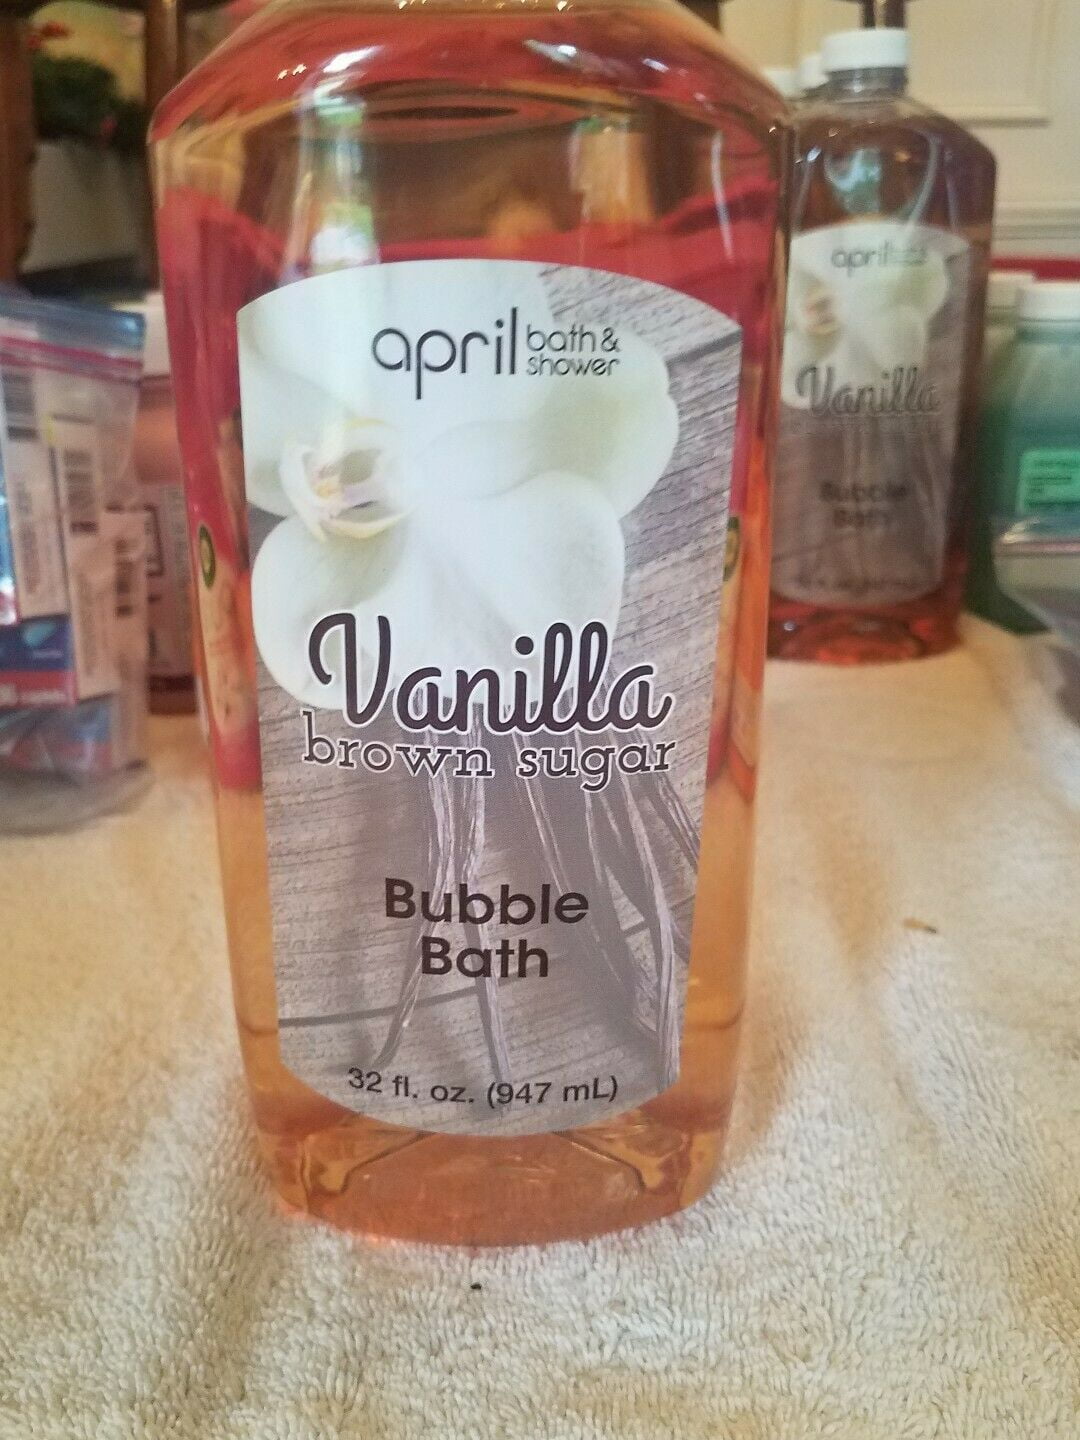 april bath &
shower
Vanilla
brown sugar
Bubble
Bath
32 fl. oz. (947 mL)
april
Vanilla
Bubble
Bath